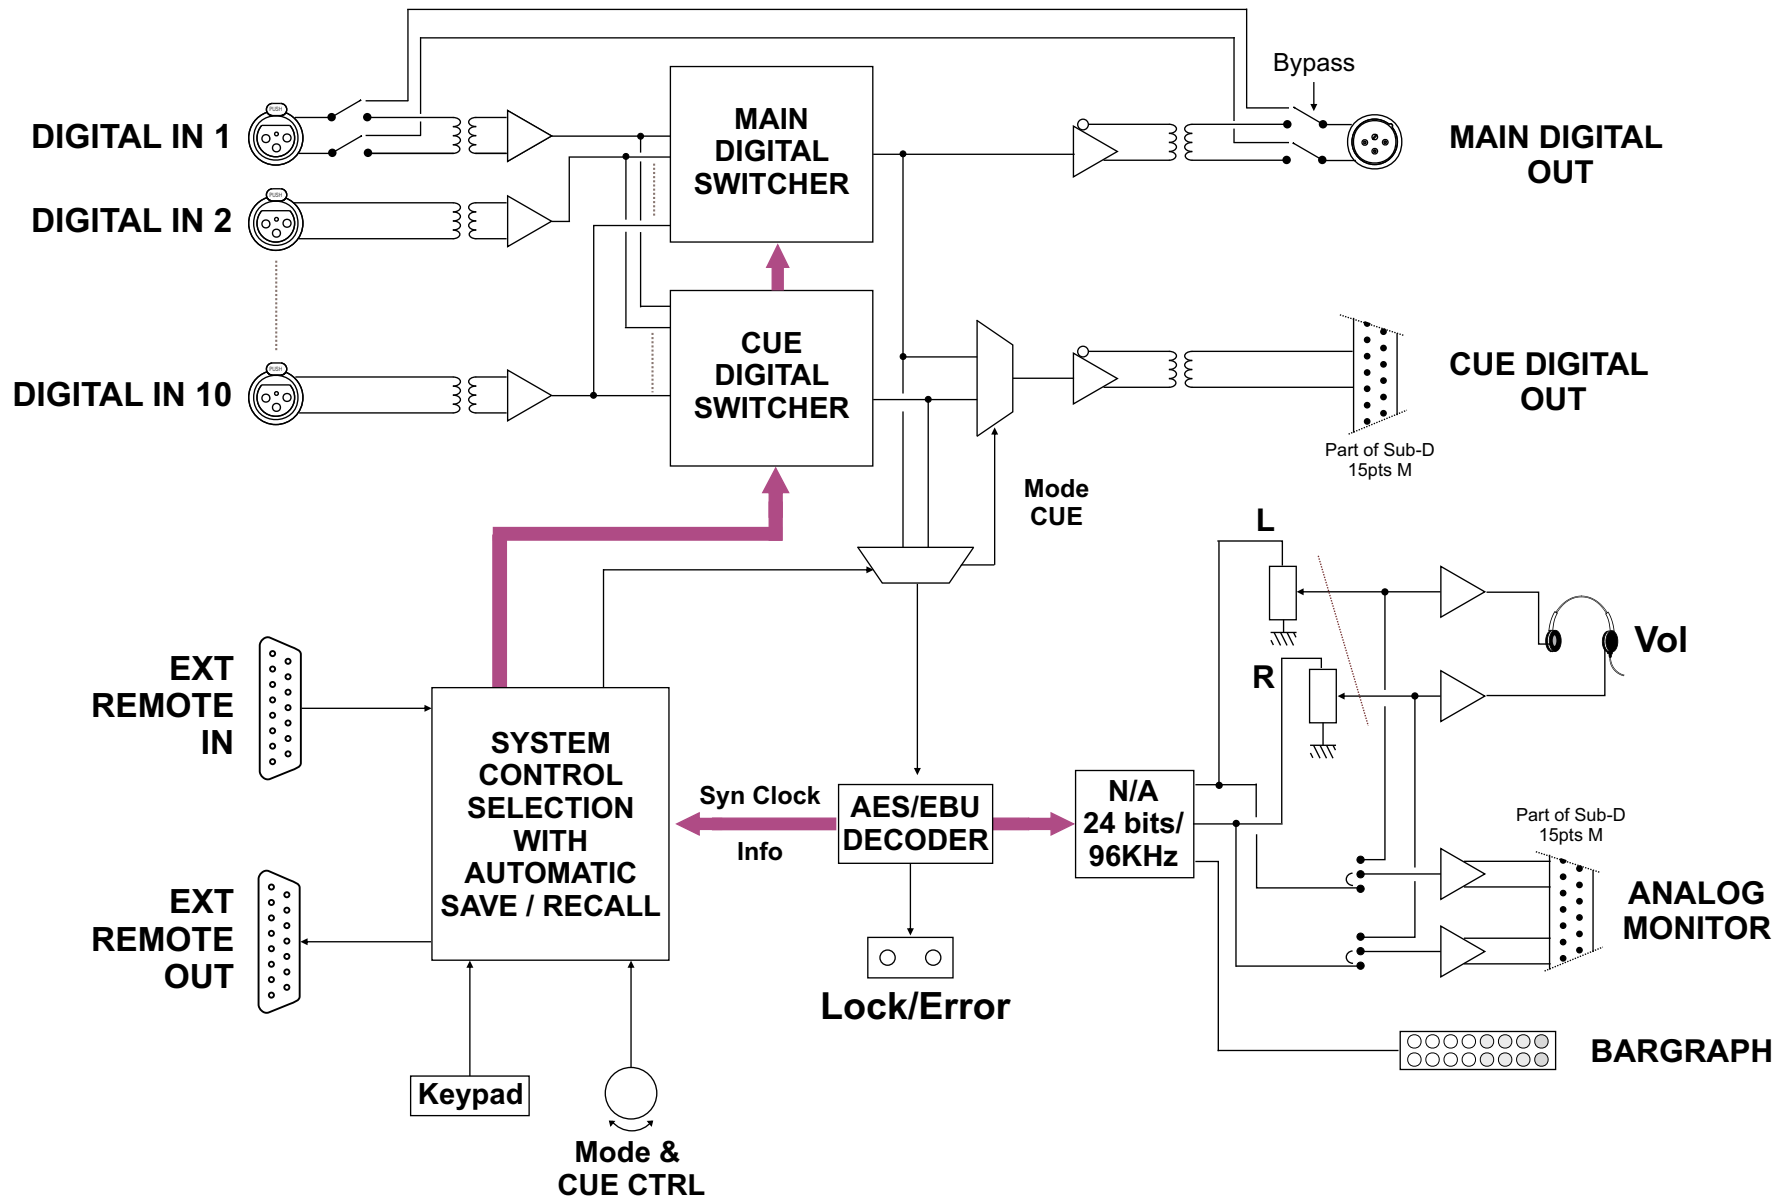 Bypass
DIGITAL IN 1
MAIN
DIGITAL
SWITCHER
MAIN DIGITAL
OUT
PUSH
DIGITAL IN 2
PUSH
CUE
DIGITAL
SWITCHER
CUE DIGITAL
OUT
DIGITAL IN 10
PUSH
Part of Sub-D
15pts M
Mode
CUE
L
R
Vol
EXT
REMOTE
IN
SYSTEM
CONTROL
SELECTION
WITH
AUTOMATIC
SAVE / RECALL
Syn Clock
Info
AES/EBU
DECODER
N/A
24 bits/
96KHz
Part of Sub-D
15pts M
ANALOG
MONITOR
EXT
REMOTE
OUT
Lock/Error
BARGRAPH
Keypad
Mode &
CUE CTRL